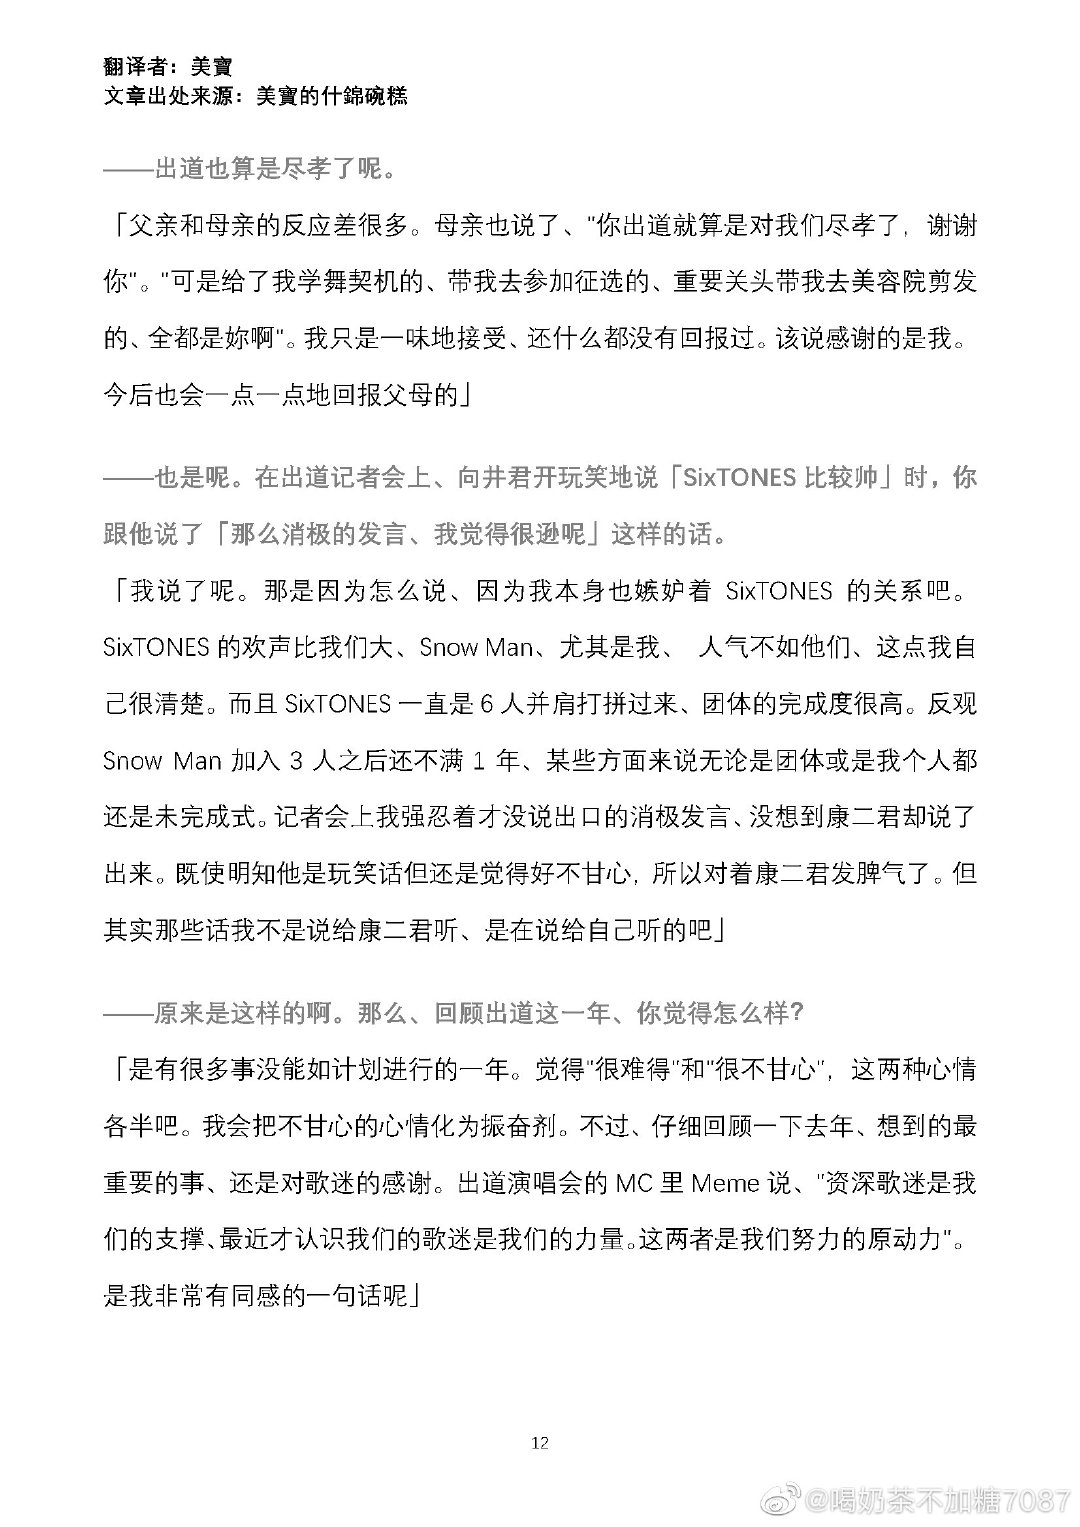 翻译者：美寶
文章出处来源：美寶的什錦碗糕
——出道也算是尽孝了呢。
「父亲和母亲的反应差很多。母亲也说了、"你出道就算是对我们尽孝了，谢谢
你"。"可是给了我学舞契机的、带我去参加征选的、重要关头带我去美容院剪发
的、全都是妳啊"。我只是一味地接受、还什么都没有回报过。该说感谢的是我。
今后也会一点一点地回报父母的」
——也是呢。在出道记者会上、向井君开玩笑地说「SixTONES 比较帅」时，你
跟他说了「那么消极的发言、我觉得很逊呢」这样的话。
「我说了呢。那是因为怎么说、因为我本身也嫉妒着 SixTONES 的关系吧。
SixTONES 的欢声比我们大、Snow Man、尤其是我、 人气不如他们、这点我自
己很清楚。而且 SixTONES 一直是 6 人并肩打拼过来、团体的完成度很高。反观
Snow Man 加入 3 人之后还不满 1 年、某些方面来说无论是团体或是我个人都
还是未完成式。记者会上我强忍着才没说出口的消极发言、没想到康二君却说了
出来。既使明知他是玩笑话但还是觉得好不甘心，所以对着康二君发脾气了。但
其实那些话我不是说给康二君听、是在说给自己听的吧」
——原来是这样的啊。那么、回顾出道这一年、你觉得怎么样？
「是有很多事没能如计划进行的一年。觉得"很难得"和"很不甘心"，这两种心情
各半吧。我会把不甘心的心情化为振奋剂。不过、仔细回顾一下去年、想到的最
重要的事、还是对歌迷的感谢。出道演唱会的 MC 里 Meme 说、"资深歌迷是我
们的支撑、最近才认识我们的歌迷是我们的力量。这两者是我们努力的原动力"。
是我非常有同感的一句话呢」
12
@喝奶茶不加糖7087